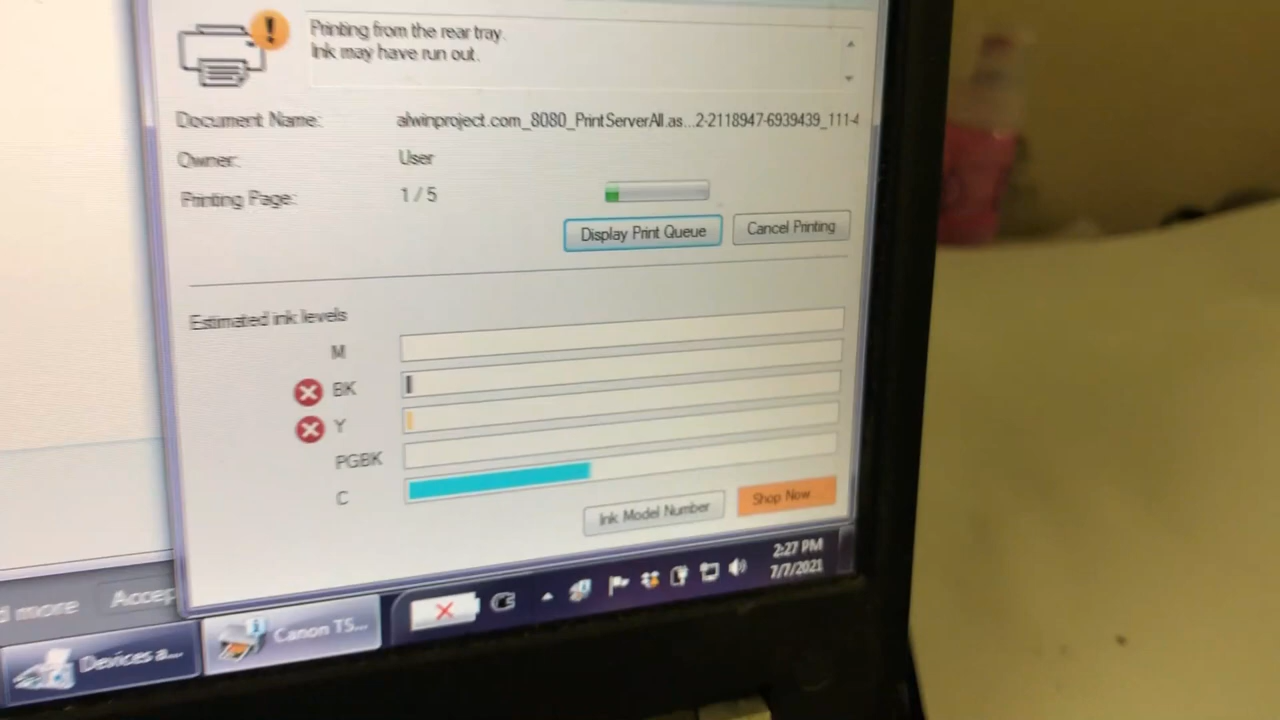 Printing from the rear tray.
Ink may have run out.
Document Name: alwinproject.com_8080_PrintServerAll.as...2-2118947-6939439_111-4
Owner: User
Printing Page: 1 / 5
Display Print Queue Cancel Printing
Estimated ink levels
M
BK
Y
PGBK
C
Ink Model Number Shop Now
2:27 PM
7/7/2021
d more Accep
Devices a... Canon TS...